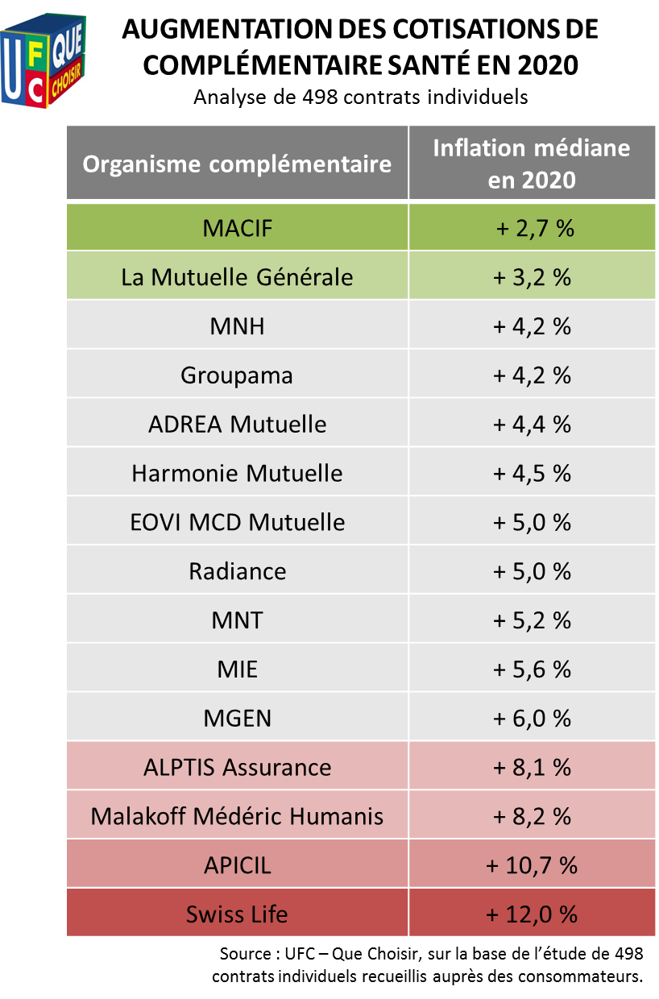 UFC QUE CHOISIR
AUGMENTATION DES COTISATIONS DE
COMPLÉMENTAIRE SANTÉ EN 2020
Analyse de 498 contrats individuels
Organisme complémentaire
Inflation médiane
en 2020
MACIF + 2,7 %
La Mutuelle Générale + 3,2 %
MNH + 4,2 %
Groupama + 4,2 %
ADREA Mutuelle + 4,4 %
Harmonie Mutuelle + 4,5 %
EOVI MCD Mutuelle + 5,0 %
Radiance + 5,0 %
MNT + 5,2 %
MIE + 5,6 %
MGEN + 6,0 %
ALPTIS Assurance + 8,1 %
Malakoff Médéric Humanis + 8,2 %
APICIL + 10,7 %
Swiss Life + 12,0 %
Source : UFC – Que Choisir, sur la base de l’étude de 498
contrats individuels recueillis auprès des consommateurs.